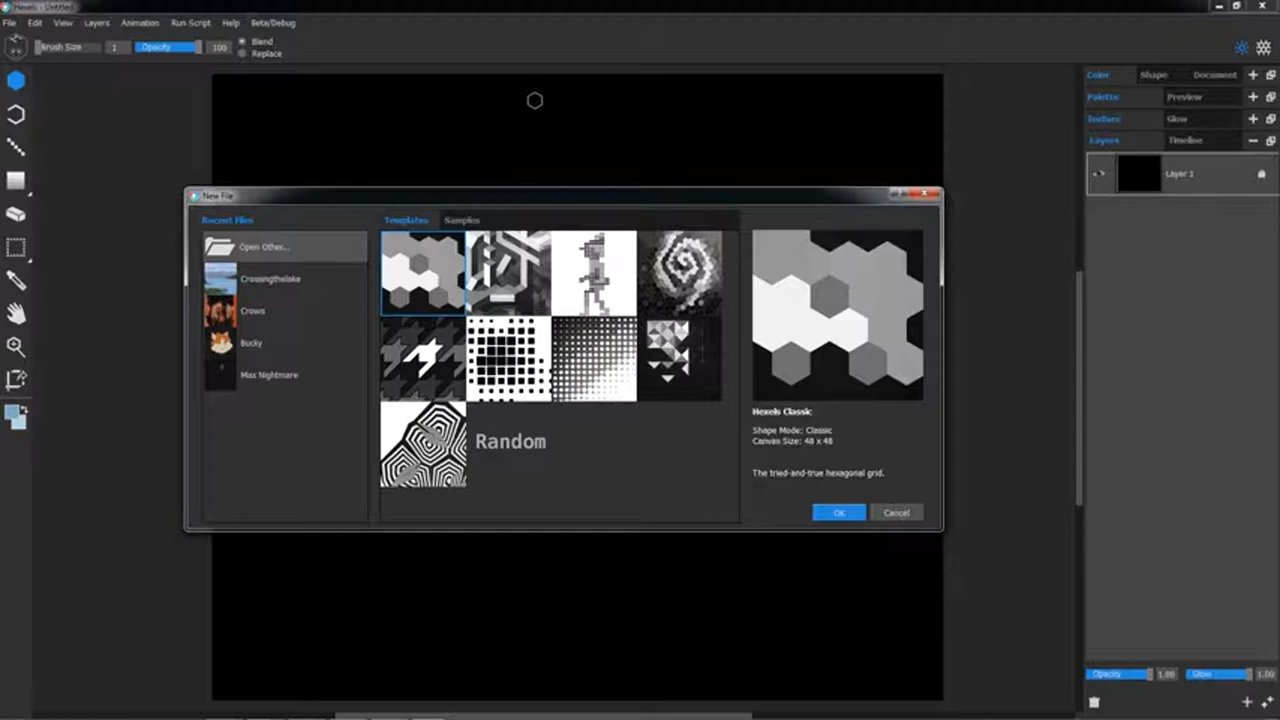 Hexels - Untitled
File Edit View Layers Animation Run Script Help Beta/Debug
Brush Size 1 Opacity 100 Blend
Replace
Color Shape Document
Palette Preview
Texture Glow
Layers Timeline
Layer 1
New File
Recent Files
Open Other...
Crossingthelake
Crows
Bucky
Max Nightmare
Templates Samples
Random
Hexels Classic
Shape Mode: Classic
Canvas Size: 48 x 48
The tried-and-true hexagonal grid.
OK Cancel
Opacity 1.00 Glow 1.00